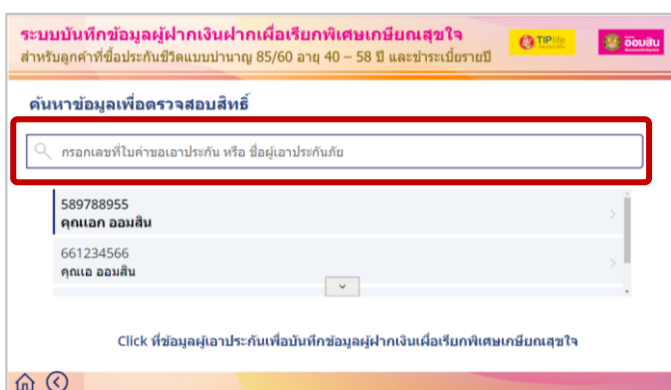 ระบบบันทึกข้อมูลผู้ฝากเงินฝากเผื่อเรียกพิเศษเกษียณสุขใจ
สำหรับลูกค้าที่ซื้อประกันชีวิตแบบบำนาญ 85/60 อายุ 40 – 58 ปี และชำระเบี้ยรายปี
TIPlife
ออมสิน
ค้นหาข้อมูลเพื่อตรวจสอบสิทธิ์
กรอกเลขที่ใบคำขอเอาประกัน หรือ ชื่อผู้เอาประกันภัย
589788955
คุณเอก ออมสิน
661234566
คุณเอ ออมสิน
Click ที่ข้อมูลผู้เอาประกันเพื่อบันทึกข้อมูลผู้ฝากเงินเผื่อเรียกพิเศษเกษียณสุขใจ